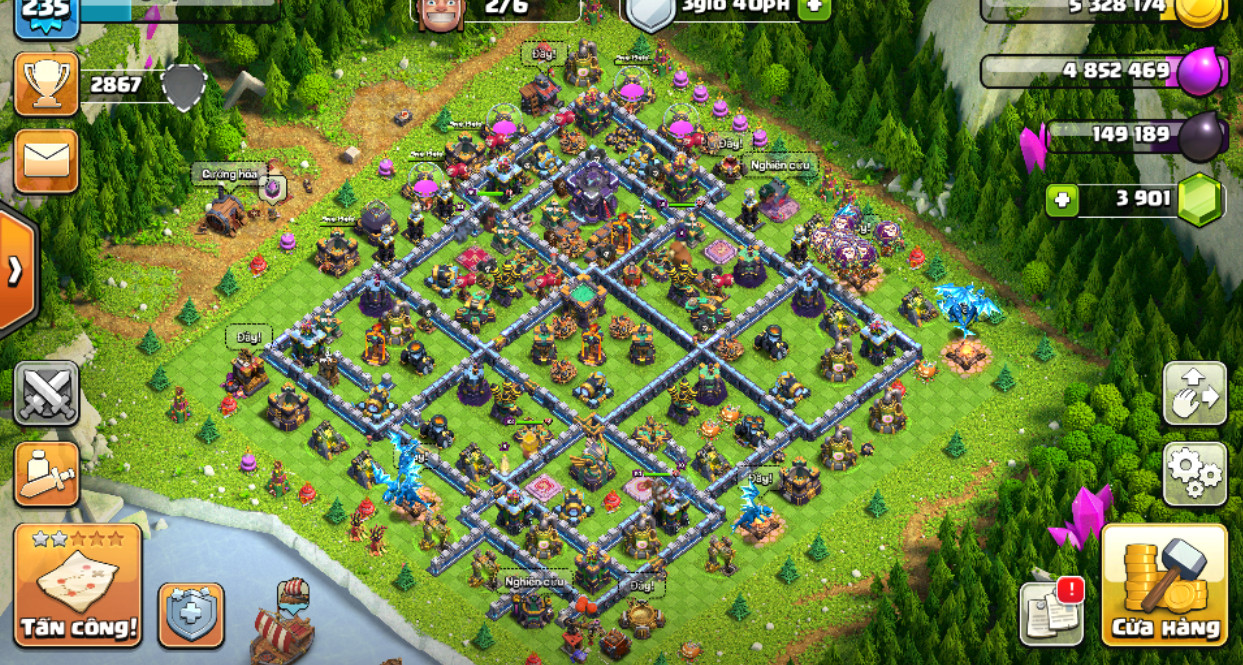 235
2/6
3giờ 40PH
5 328 174
2867
4 852 469
149 189
3 901
Đầy!
Đầy!
Nghiên cứu
Cường hóa
Đầy!
Đầy!
Nghiên cứu
Đầy!
Tấn công!
Cửa Hàng
!